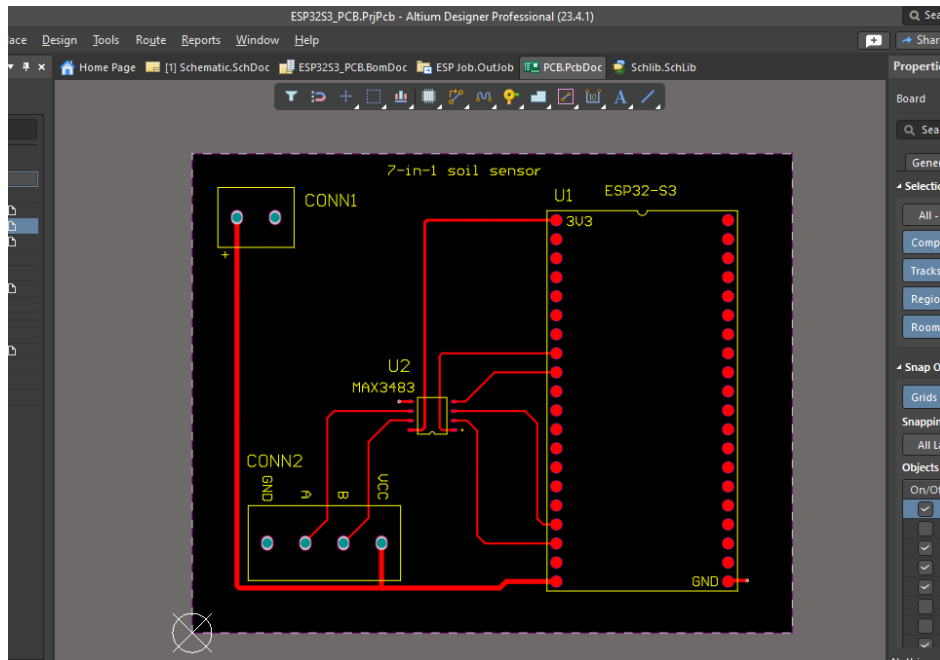 ESP32S3_PCB.PrjPcb - Altium Designer Professional (23.4.1)
Sea
ace Design Tools Route Reports Window Help
Shar
Home Page [1] Schematic.SchDoc ESP32S3_PCB.BomDoc ESP Job.OutJob PCB.PcbDoc Schlib.SchLib
Properti
Board
Sea
Gener
Selectio
All -
Comp
Tracks
Regio
Room
Snap O
Grids
Snappin
All La
Objects
On/Of
7-in-1 soil sensor
CONN1
+
U1 ESP32-S3
3V3
U2
MAX3483
CONN2
GND A B VCC
GND